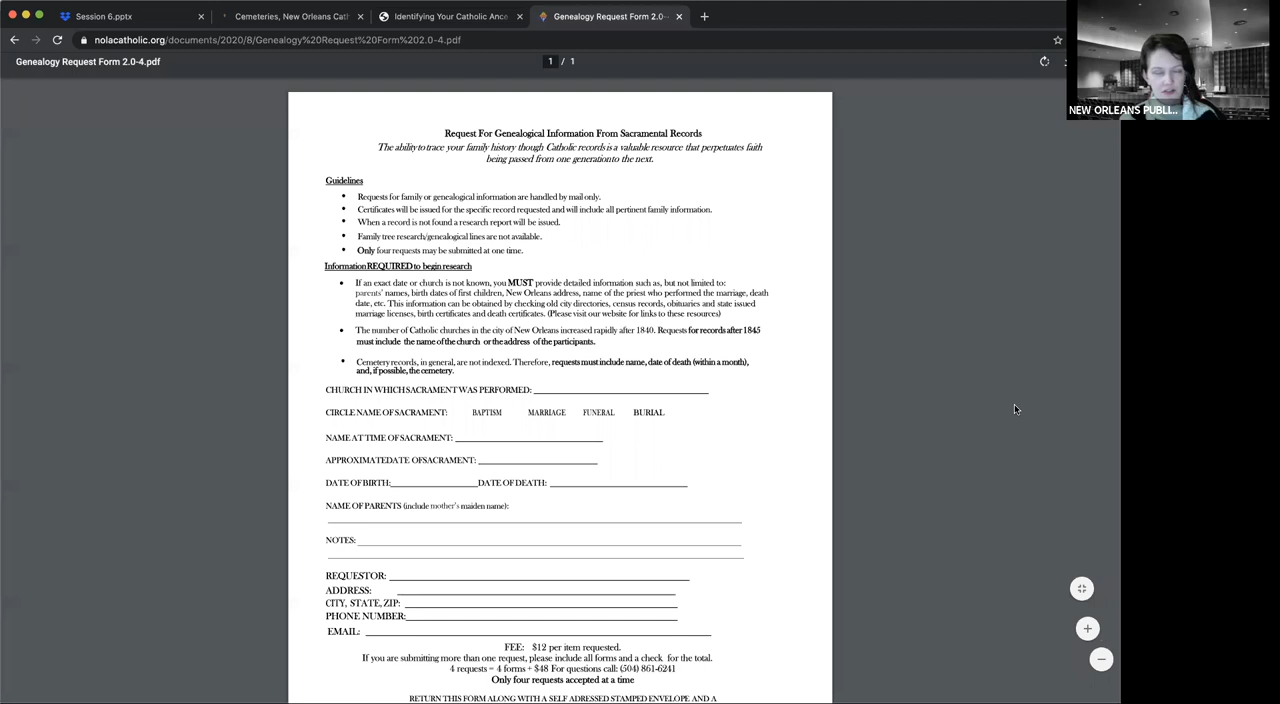 Session 6.pptx
Cemeteries, New Orleans Cath
Identifying Your Catholic Ance
Genealogy Request Form 2.0-
nolacatholic.org/documents/2020/8/Genealogy%20Request%20Form%202.0-4.pdf
Genealogy Request Form 2.0-4.pdf
1 / 1
NEW ORLEANS PUBLI...
Request For Genealogical Information From Sacramental Records
The ability to trace your family history though Catholic records is a valuable resource that perpetuates faith
being passed from one generation to the next.
Guidelines
• Requests for family or genealogical information are handled by mail only.
• Certificates will be issued for the specific record requested and will include all pertinent family information.
• When a record is not found a research report will be issued.
• Family tree research/genealogical lines are not available.
• Only four requests may be submitted at one time.
Information REQUIRED to begin research
• If an exact date or church is not known, you MUST provide detailed information such as, but not limited to:
parents' names, birth dates of first children, New Orleans address, name of the priest who performed the marriage, death
date, etc. This information can be obtained by checking old city directories, census records, obituaries and state issued
marriage licenses, birth certificates and death certificates. (Please visit our website for links to these resources)
• The number of Catholic churches in the city of New Orleans increased rapidly after 1840. Requests for records after 1845
must include the name of the church or the address of the participants.
• Cemetery records, in general, are not indexed. Therefore, requests must include name, date of death (within a month),
and, if possible, the cemetery.
CHURCH IN WHICH SACRAMENT WAS PERFORMED:
CIRCLE NAME OF SACRAMENT: BAPTISM MARRIAGE FUNERAL BURIAL
NAME AT TIME OF SACRAMENT:
APPROXIMATE DATE OF SACRAMENT:
DATE OF BIRTH: DATE OF DEATH:
NAME OF PARENTS (include mother's maiden name):
NOTES:
REQUESTOR:
ADDRESS:
CITY, STATE, ZIP:
PHONE NUMBER:
EMAIL:
FEE: $12 per item requested.
If you are submitting more than one request, please include all forms and a check for the total.
4 requests = 4 forms + $48 For questions call: (504) 861-6241
Only four requests accepted at a time
RETURN THIS FORM ALONG WITH A SELF ADRESSED STAMPED ENVELOPE AND A